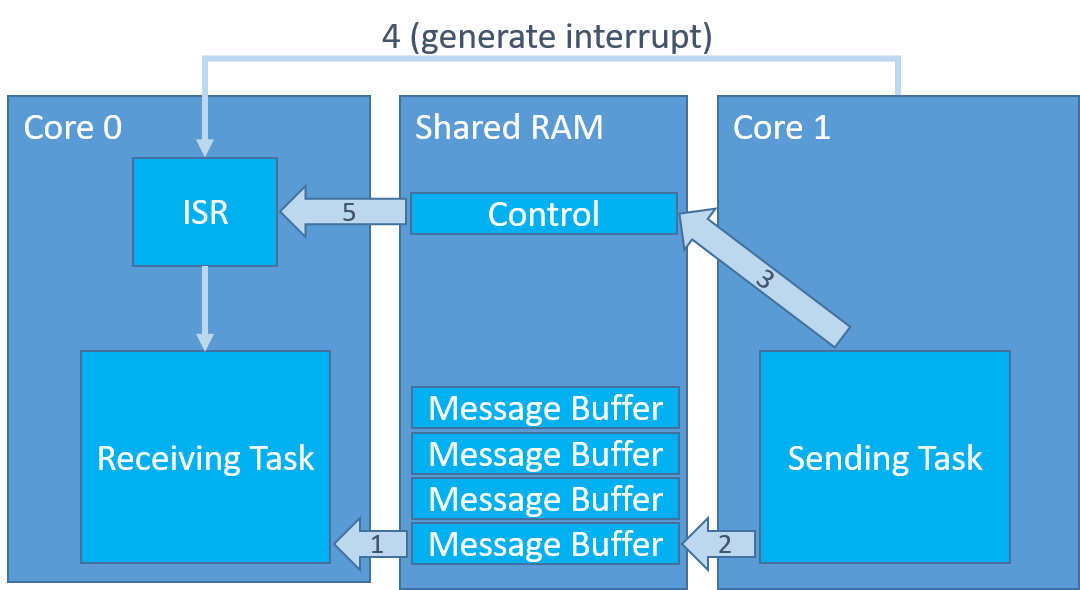 4 (generate interrupt)
Core 0
Shared RAM
Core 1
ISR
5
Control
3
Message Buffer
Receiving Task
Message Buffer
Sending Task
Message Buffer
1
Message Buffer
2